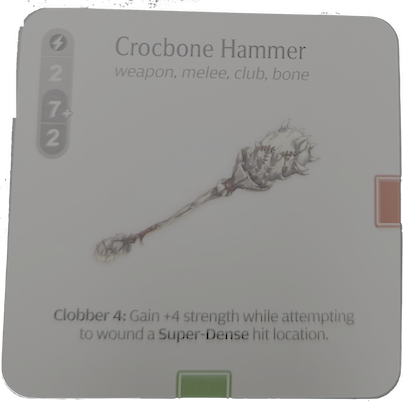 Crocbone Hammer
weapon, melee, club, bone
2
7+
2
Clobber 4: Gain +4 strength while attempting
to wound a Super-Dense hit location.